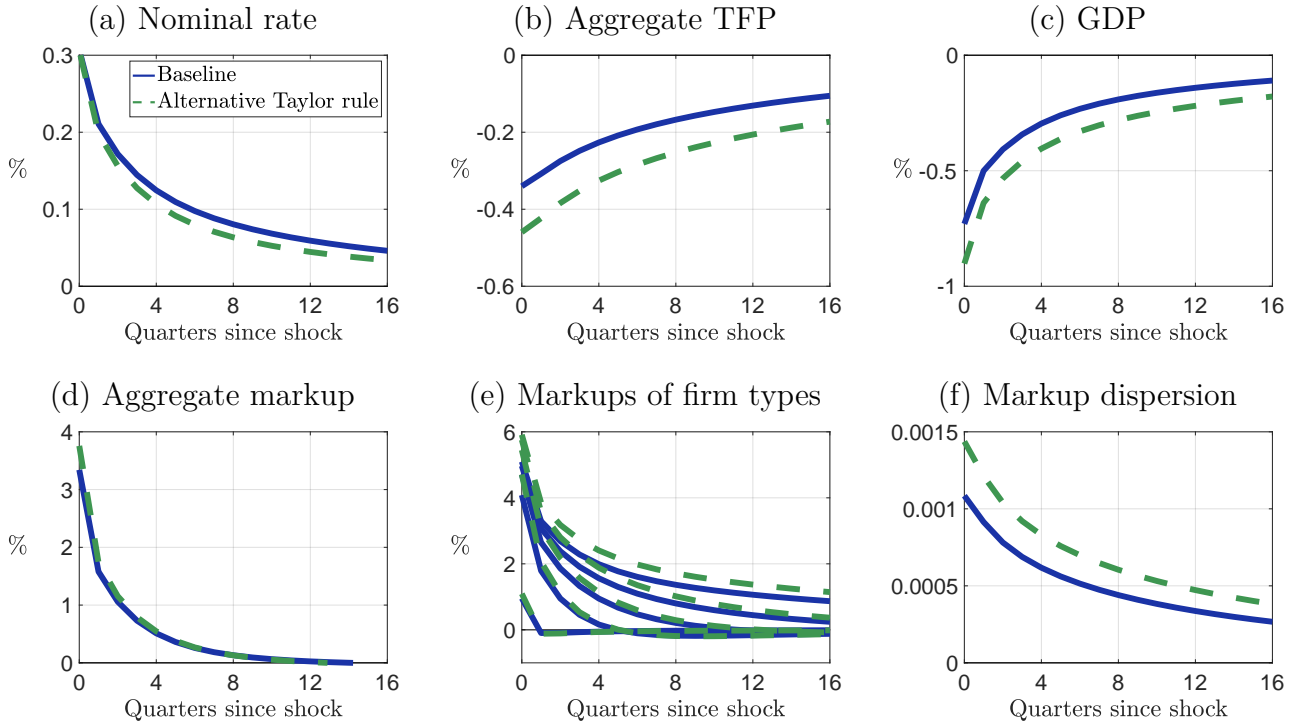 (a) Nominal rate
(b) Aggregate TFP
(c) GDP
0.3
0.2
0.1
0
%
Baseline
Alternative Taylor rule
0 4 8 12 16
Quarters since shock
0
-0.2
-0.4
-0.6
%
0 4 8 12 16
Quarters since shock
0
-0.5
-1
%
0 4 8 12 16
Quarters since shock
(d) Aggregate markup
(e) Markups of firm types
(f) Markup dispersion
4
3
2
1
0
%
0 4 8 12 16
Quarters since shock
6
4
2
0
%
0 4 8 12 16
Quarters since shock
0.0015
0.001
0.0005
0
%
0 4 8 12 16
Quarters since shock